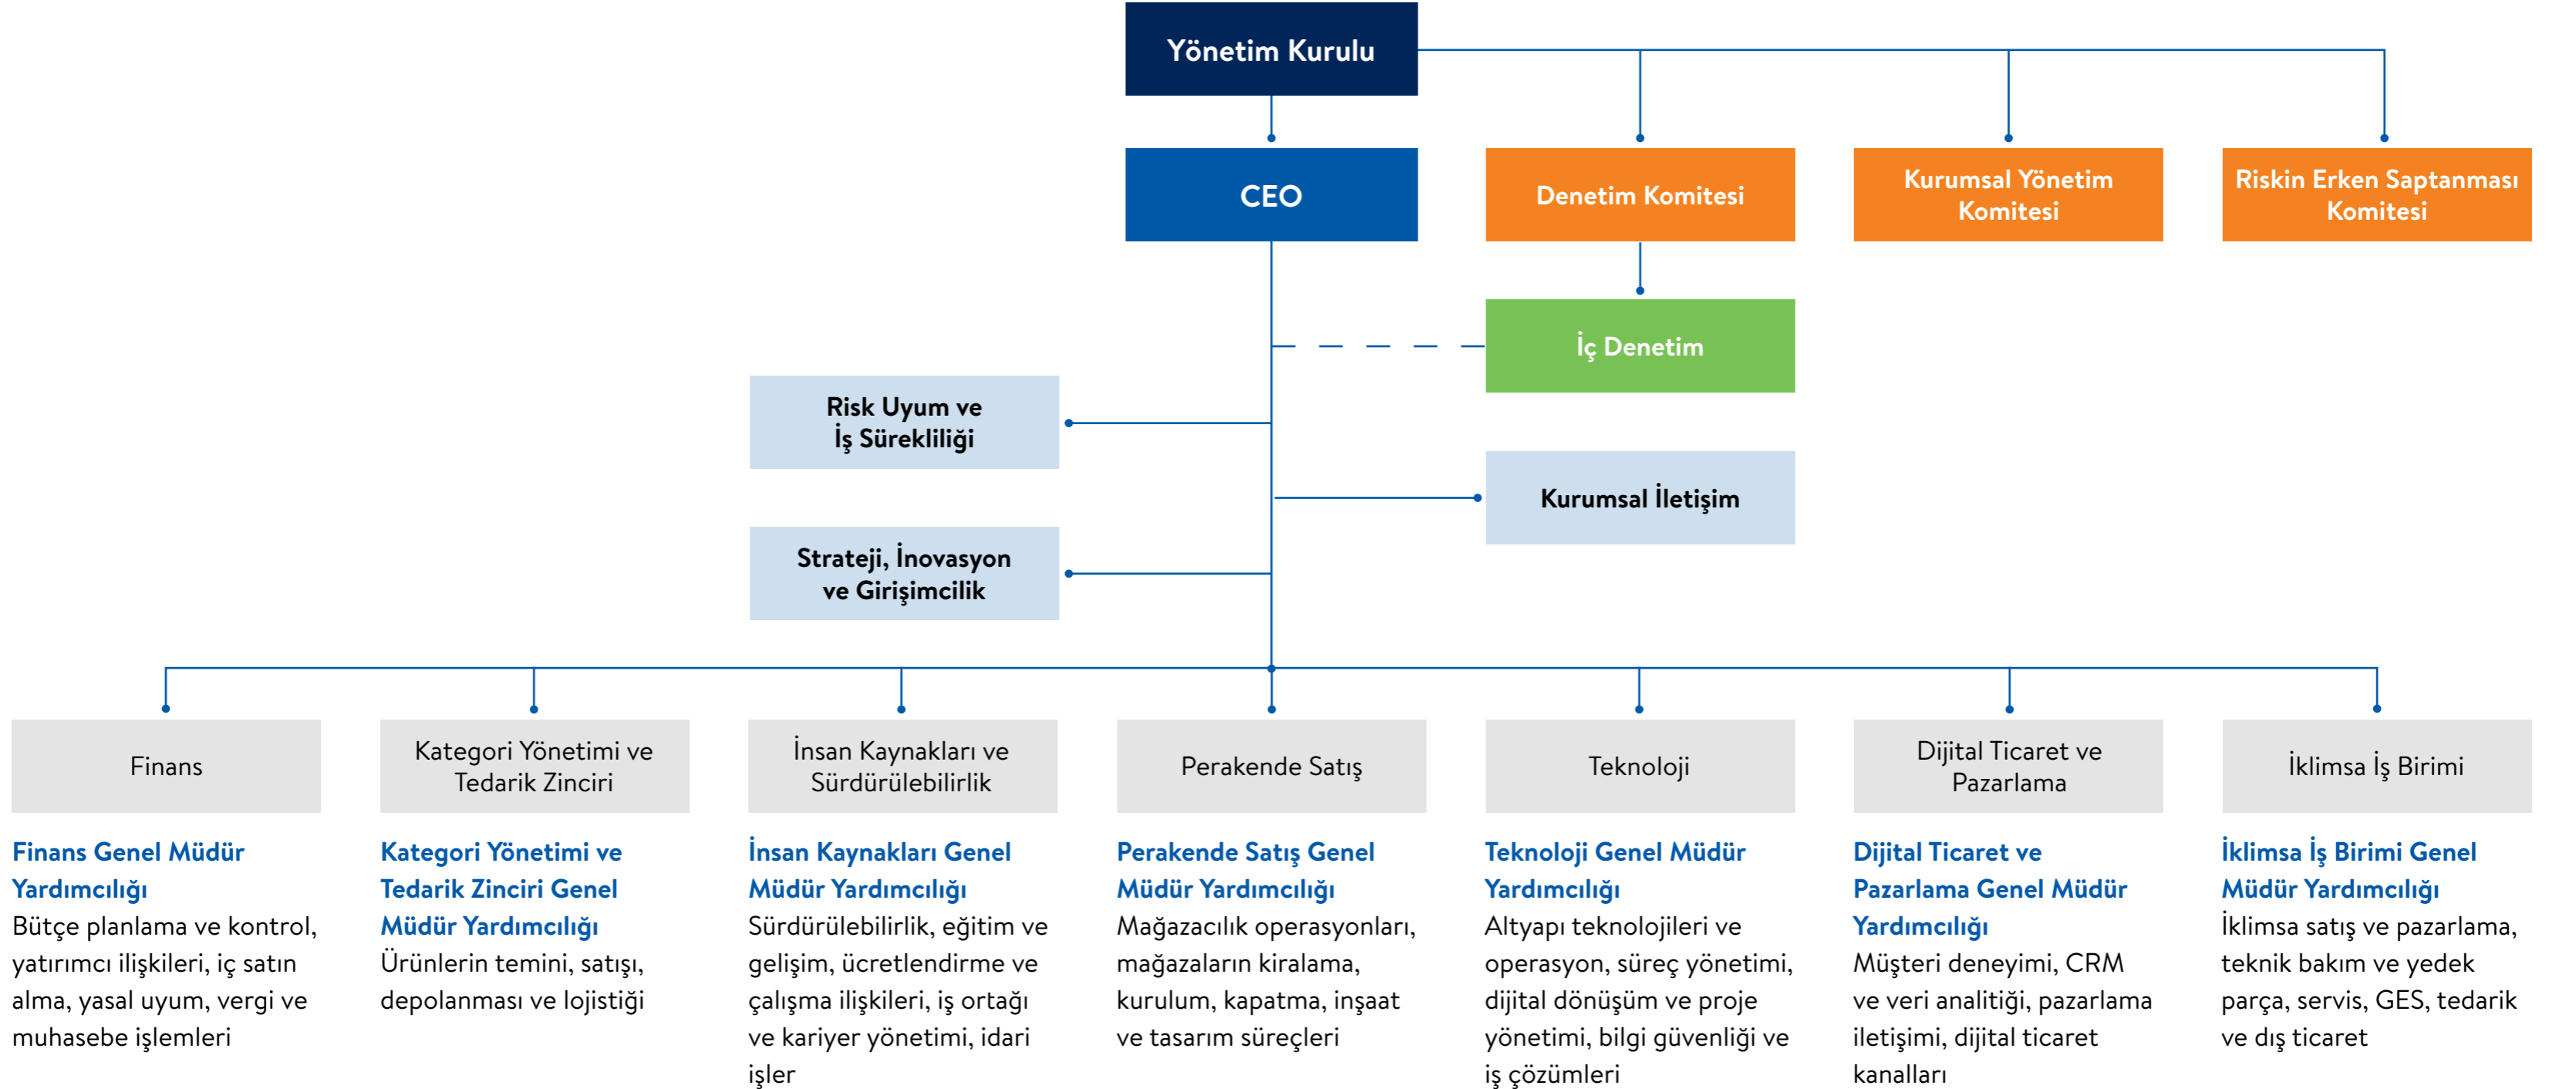 Yönetim Kurulu
CEO
Denetim Komitesi
Kurumsal Yönetim
Komitesi
Riskin Erken Saptanması
Komitesi
İç Denetim
Risk Uyum ve
İş Sürekliliği
Kurumsal İletişim
Strateji, İnovasyon
ve Girişimcilik
Finans
Kategori Yönetimi ve
Tedarik Zinciri
İnsan Kaynakları ve
Sürdürülebilirlik
Perakende Satış
Teknoloji
Dijital Ticaret ve
Pazarlama
İklimsa İş Birimi
Finans Genel Müdür
Yardımcılığı
Bütçe planlama ve kontrol,
yatırımcı ilişkileri, iç satın
alma, yasal uyum, vergi ve
muhasebe işlemleri
Kategori Yönetimi ve
Tedarik Zinciri Genel
Müdür Yardımcılığı
Ürünlerin temini, satışı,
depolanması ve lojistiği
İnsan Kaynakları Genel
Müdür Yardımcılığı
Sürdürülebilirlik, eğitim ve
gelişim, ücretlendirme ve
çalışma ilişkileri, iş ortağı
ve kariyer yönetimi, idari
işler
Perakende Satış Genel
Müdür Yardımcılığı
Mağazacılık operasyonları,
mağazaların kiralama,
kurulum, kapatma, inşaat
ve tasarım süreçleri
Teknoloji Genel Müdür
Yardımcılığı
Altyapı teknolojileri ve
operasyon, süreç yönetimi,
dijital dönüşüm ve proje
yönetimi, bilgi güvenliği ve
iş çözümleri
Dijital Ticaret ve
Pazarlama Genel Müdür
Yardımcılığı
Müşteri deneyimi, CRM
ve veri analitiği, pazarlama
iletişimi, dijital ticaret
kanalları
İklimsa İş Birimi Genel
Müdür Yardımcılığı
İklimsa satış ve pazarlama,
teknik bakım ve yedek
parça, servis, GES, tedarik
ve dış ticaret